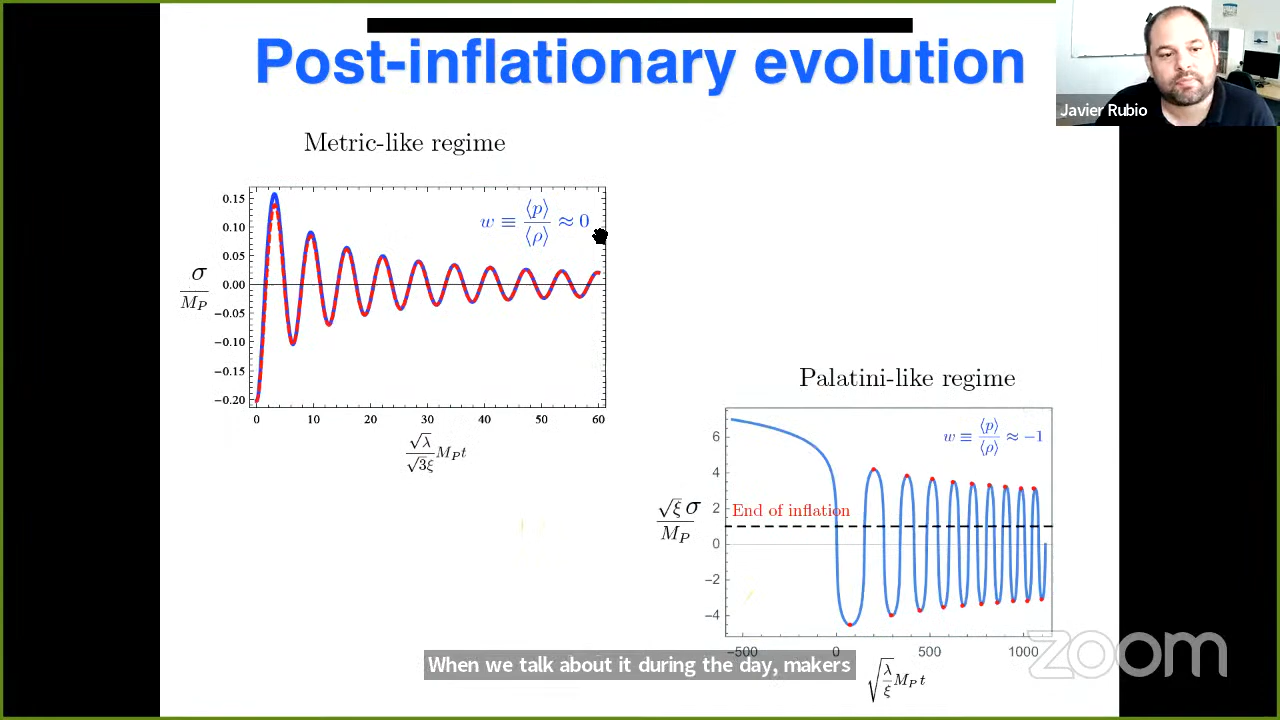 Post-inflationary evolution
Javier Rubio
Metric-like regime
0.15
0.10
0.05
0.00
−0.05
−0.10
−0.15
−0.20
σ/M_P
w ≡ ⟨p⟩/⟨ρ⟩ ≈ 0
0 10 20 30 40 50 60
√λ/√3ξ M_P t
Palatini-like regime
6
4
2
0
−2
−4
√ξ σ/M_P
w ≡ ⟨p⟩/⟨ρ⟩ ≈ −1
End of inflation
−500 0 500 1000
√(λ/ξ) M_P t
When we talk about it during the day, makers
zoom